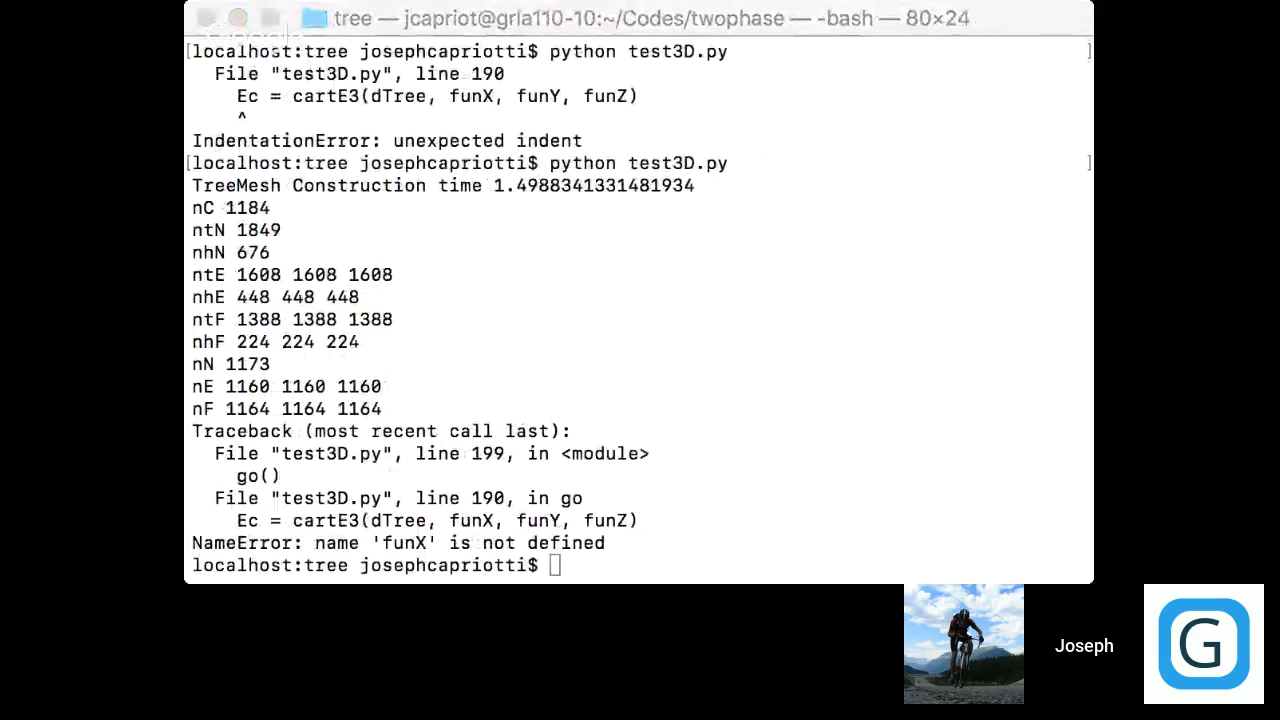 tree — jcapriot@grla110-10:~/Codes/twophase — -bash — 80×24
[localhost:tree josephcapriotti$ python test3D.py ]
File "test3D.py", line 190
Ec = cartE3(dTree, funX, funY, funZ)
^
IndentationError: unexpected indent
[localhost:tree josephcapriotti$ python test3D.py ]
TreeMesh Construction time 1.4988341331481934
nC 1184
ntN 1849
nhN 676
ntE 1608 1608 1608
nhE 448 448 448
ntF 1388 1388 1388
nhF 224 224 224
nN 1173
nE 1160 1160 1160
nF 1164 1164 1164
Traceback (most recent call last):
File "test3D.py", line 199, in <module>
go()
File "test3D.py", line 190, in go
Ec = cartE3(dTree, funX, funY, funZ)
NameError: name 'funX' is not defined
localhost:tree josephcapriotti$
Joseph
G